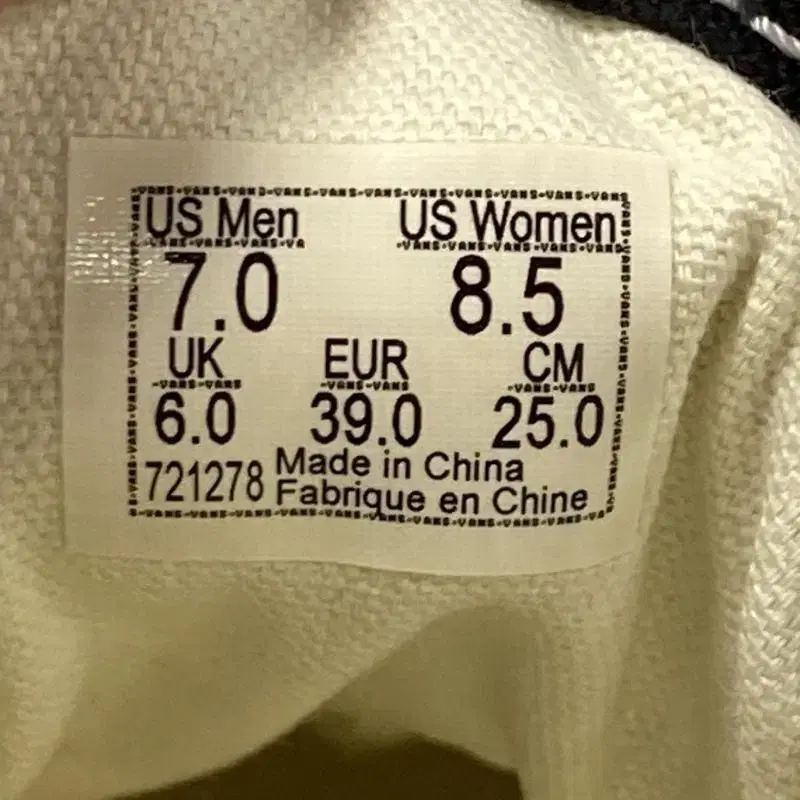 US Men US Women
7.0 8.5
UK EUR CM
6.0 39.0 25.0
721278 Made in China
Fabrique en Chine